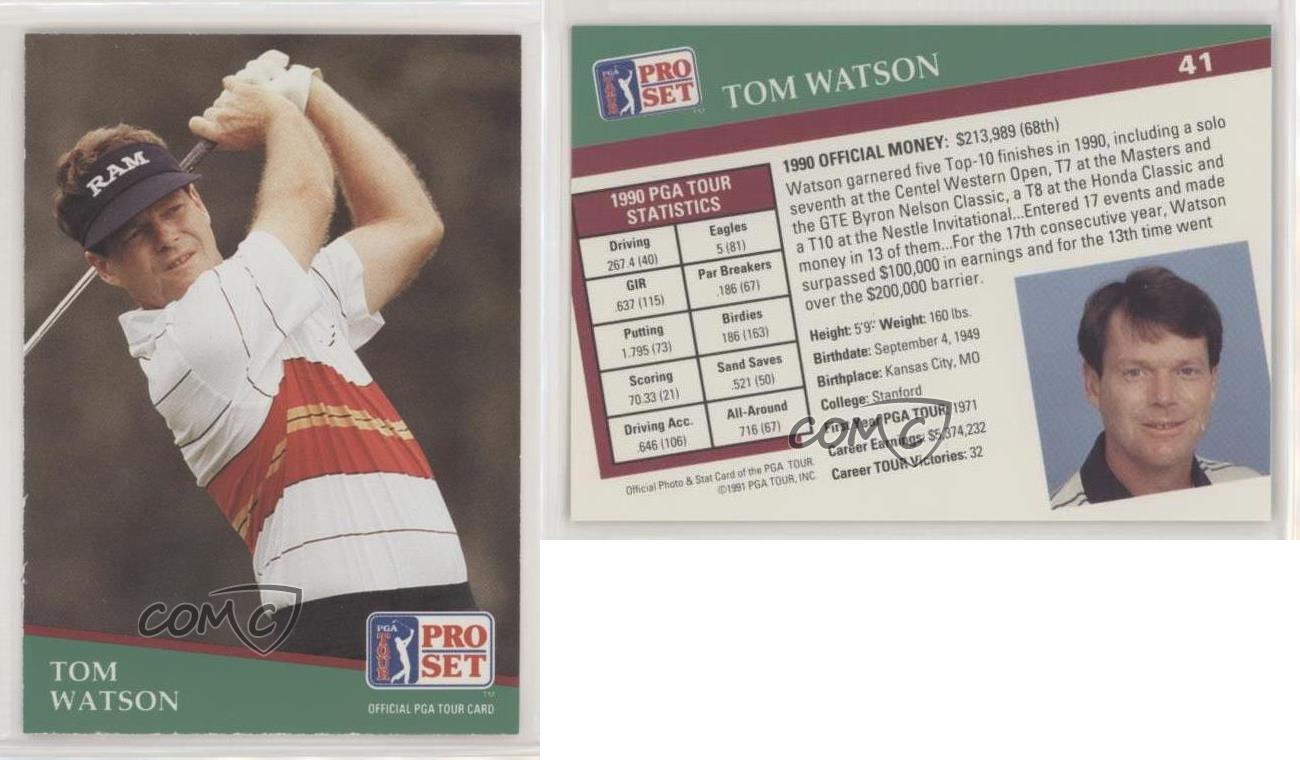 RAM
COMC
PGA
TOUR
PRO
SET
TM
TOM
WATSON
OFFICIAL PGA TOUR CARD
PGA
TOUR
PRO
SET
TM
TOM WATSON
41
1990 PGA TOUR
STATISTICS
Driving
267.4 (40)
Eagles
5 (81)
GIR
.637 (115)
Par Breakers
.186 (67)
Putting
1.795 (73)
Birdies
186 (163)
Scoring
70.33 (21)
Sand Saves
.521 (50)
Driving Acc.
.646 (106)
All-Around
716 (67)
Official Photo & Stat Card of the PGA TOUR.
©1991 PGA TOUR, INC.
1990 OFFICIAL MONEY: $213,989 (68th)
Watson garnered five Top-10 finishes in 1990, including a solo
seventh at the Centel Western Open, T7 at the Masters and
the GTE Byron Nelson Classic, a T8 at the Honda Classic and
a T10 at the Nestle Invitational...Entered 17 events and made
money in 13 of them...For the 17th consecutive year, Watson
surpassed $100,000 in earnings and for the 13th time went
over the $200,000 barrier.
Height: 5'9" Weight: 160 lbs.
Birthdate: September 4, 1949
Birthplace: Kansas City, MO
College: Stanford
First Year PGA TOUR: 1971
Career Earnings: $5,374,232
Career TOUR Victories: 32
COMC